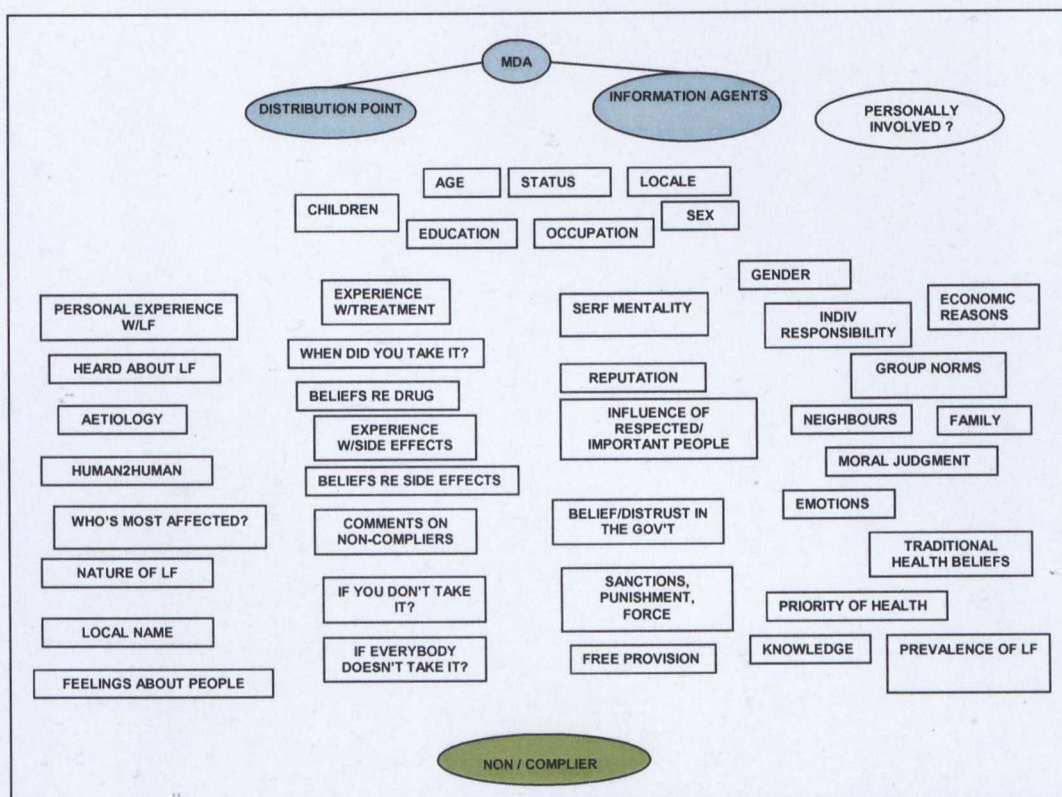 MDA
DISTRIBUTION POINT
INFORMATION AGENTS
PERSONALLY
INVOLVED ?
AGE
STATUS
LOCALE
CHILDREN
SEX
EDUCATION
OCCUPATION
GENDER
PERSONAL EXPERIENCE
W/LF
HEARD ABOUT LF
AETIOLOGY
HUMAN2HUMAN
WHO'S MOST AFFECTED?
NATURE OF LF
LOCAL NAME
FEELINGS ABOUT PEOPLE
EXPERIENCE
W/TREATMENT
WHEN DID YOU TAKE IT?
BELIEFS RE DRUG
EXPERIENCE
W/SIDE EFFECTS
BELIEFS RE SIDE EFFECTS
COMMENTS ON
NON-COMPLIERS
IF YOU DON'T TAKE
IT?
IF EVERYBODY
DOESN'T TAKE IT?
SERF MENTALITY
REPUTATION
INFLUENCE OF
RESPECTED/
IMPORTANT PEOPLE
BELIEF/DISTRUST IN
THE GOV'T
SANCTIONS,
PUNISHMENT,
FORCE
FREE PROVISION
INDIV
RESPONSIBILITY
ECONOMIC
REASONS
GROUP NORMS
NEIGHBOURS
FAMILY
MORAL JUDGMENT
EMOTIONS
TRADITIONAL
HEALTH BELIEFS
PRIORITY OF HEALTH
KNOWLEDGE
PREVALENCE OF LF
NON / COMPLIER